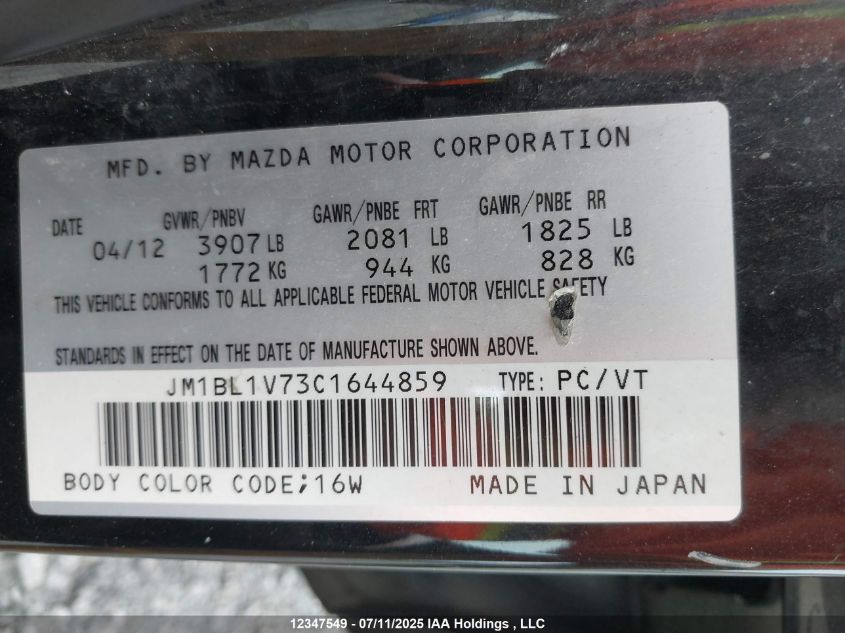 MFD. BY MAZDA MOTOR CORPORATION
DATE GVWR/PNBV GAWR/PNBE FRT GAWR/PNBE RR
04/12 3907 LB 2081 LB 1825 LB
1772 KG 944 KG 828 KG
THIS VEHICLE CONFORMS TO ALL APPLICABLE FEDERAL MOTOR VEHICLE SAFETY
STANDARDS IN EFFECT ON THE DATE OF MANUFACTURE SHOWN ABOVE.
JM1BL1V73C1644859 TYPE: PC/VT
BODY COLOR CODE;16W MADE IN JAPAN
12347549 - 07/11/2025 IAA Holdings , LLC